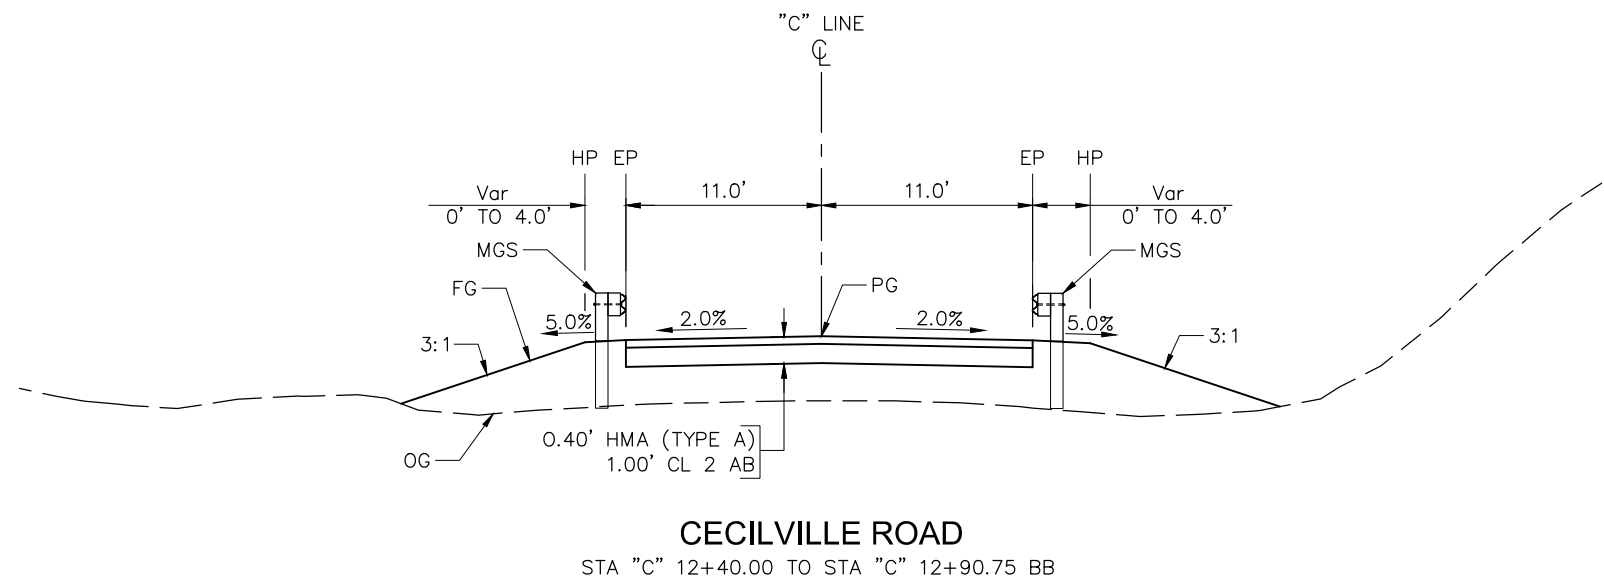 "C" LINE
CL
HP EP
EP HP
Var
0' TO 4.0'
11.0'
11.0'
Var
0' TO 4.0'
MGS
MGS
FG
PG
5.0%
2.0%
2.0%
5.0%
3:1
3:1
0.40' HMA (TYPE A)
1.00' CL 2 AB
OG
CECILVILLE ROAD
STA "C" 12+40.00 TO STA "C" 12+90.75 BB